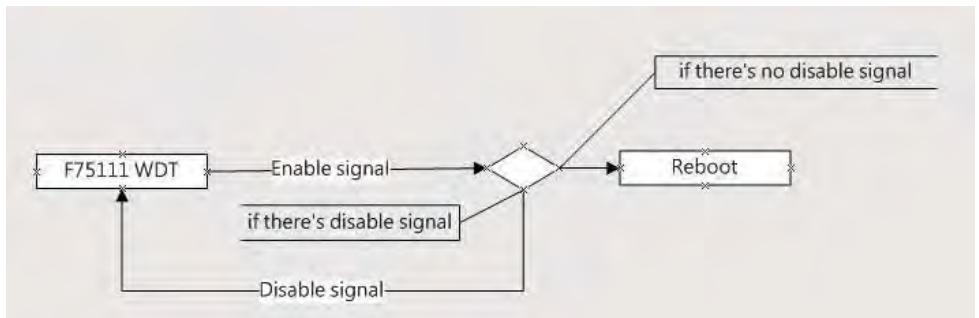 if there's no disable signal
F75111 WDT
Enable signal
Reboot
if there's disable signal
Disable signal